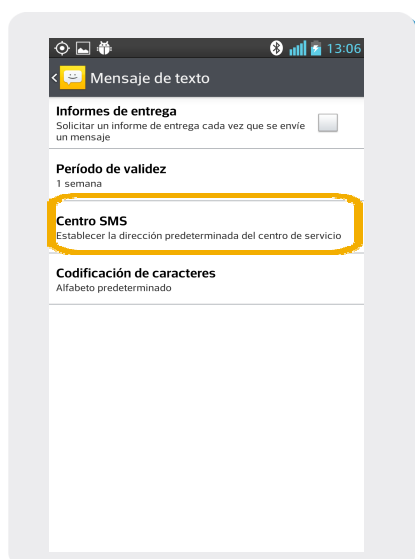 13:06
Mensaje de texto
Informes de entrega
Solicitar un informe de entrega cada vez que se envíe
un mensaje
Período de validez
1 semana
Centro SMS
Establecer la dirección predeterminada del centro de servicio
Codificación de caracteres
Alfabeto predeterminado